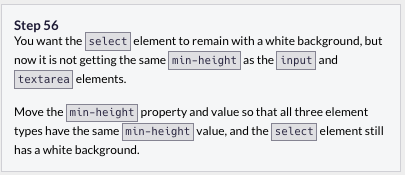 Step 56
You want the select element to remain with a white background, but
now it is not getting the same min-height as the input and
textarea elements.
Move the min-height property and value so that all three element
types have the same min-height value, and the select element still
has a white background.